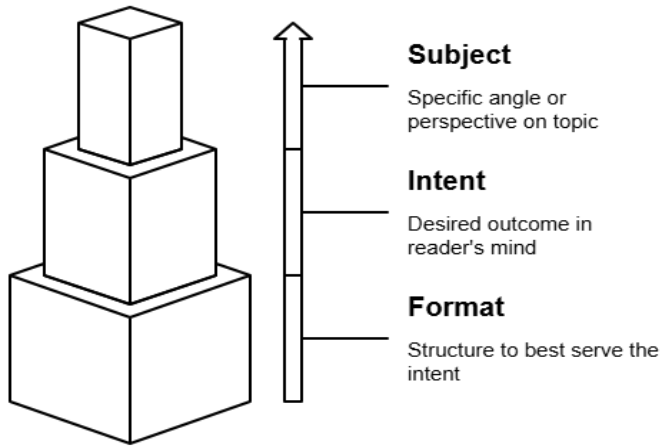 Subject
Specific angle or
perspective on topic
Intent
Desired outcome in
reader's mind
Format
Structure to best serve the
intent